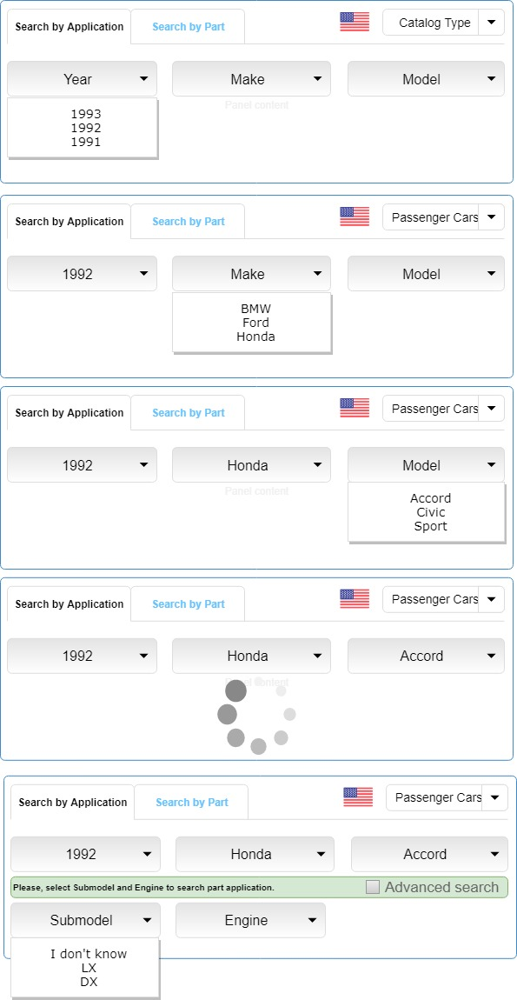 Search by Application Search by Part Catalog Type
Year Make Model
Panel content
1993
1992
1991
Search by Application Search by Part Passenger Cars
1992 Make Model
BMW
Ford
Honda
Search by Application Search by Part Passenger Cars
1992 Honda Model
Panel content
Accord
Civic
Sport
Search by Application Search by Part Passenger Cars
1992 Honda Accord
Panel content
Search by Application Search by Part Passenger Cars
1992 Honda Accord
Please, select Submodel and Engine to search part application. Advanced search
Submodel Engine
I don't know
LX
DX